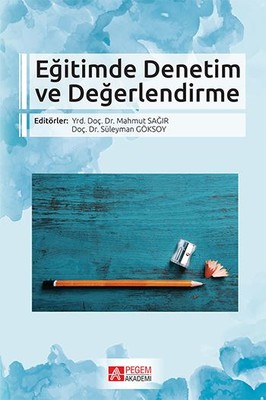 Eğitimde Denetim
ve Değerlendirme
Editörler: Yrd. Doç. Dr. Mahmut SAĞIR
Doç. Dr. Süleyman GÖKSOY
PEGEM
AKADEMİ